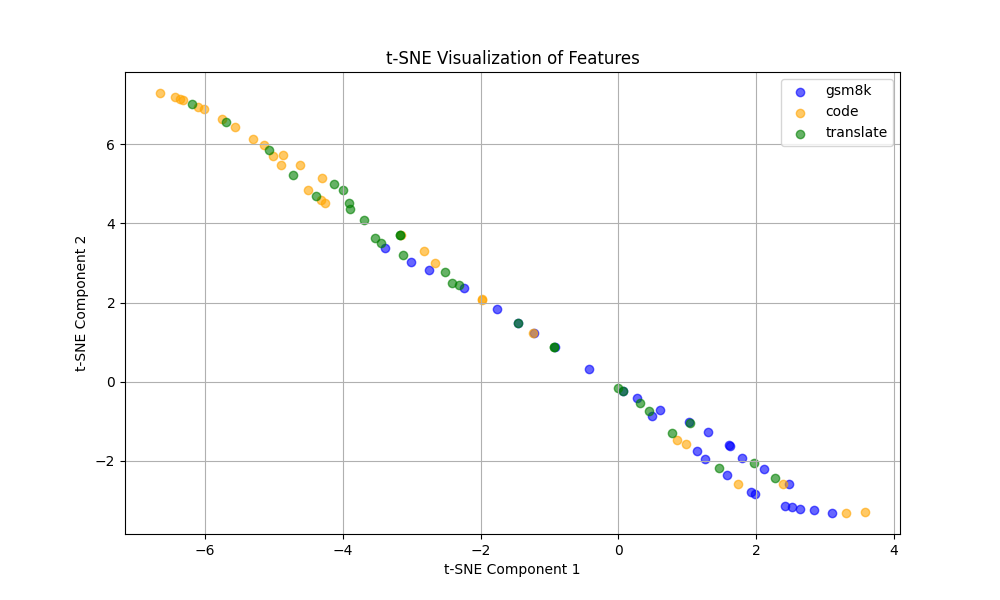 t-SNE Visualization of Features
gsm8k
code
translate
t-SNE Component 2
6
4
2
0
−2
−6
−4
−2
0
2
4
t-SNE Component 1